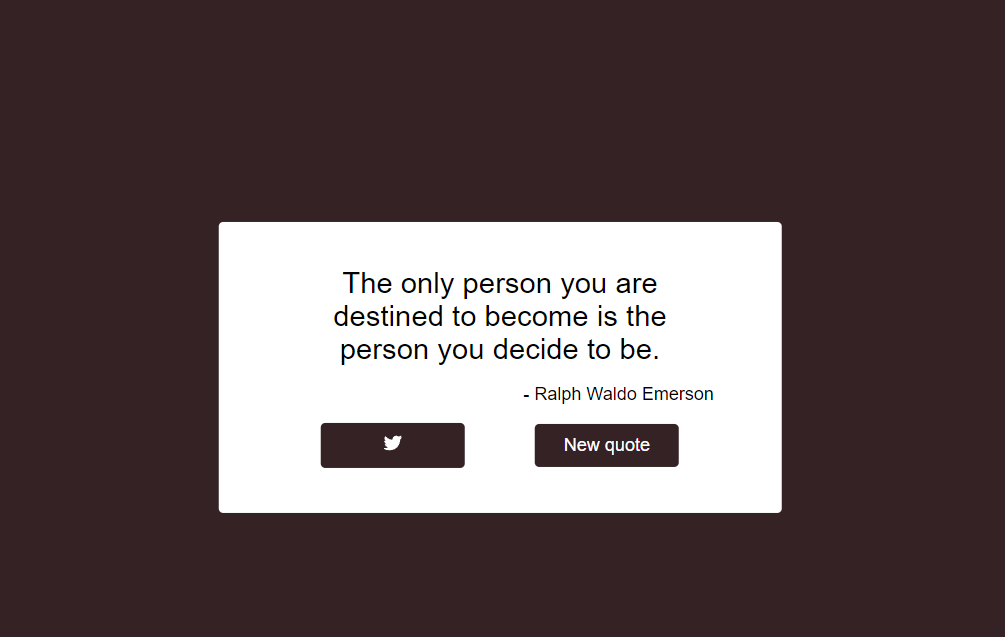 The only person you are
destined to become is the
person you decide to be.
- Ralph Waldo Emerson
New quote